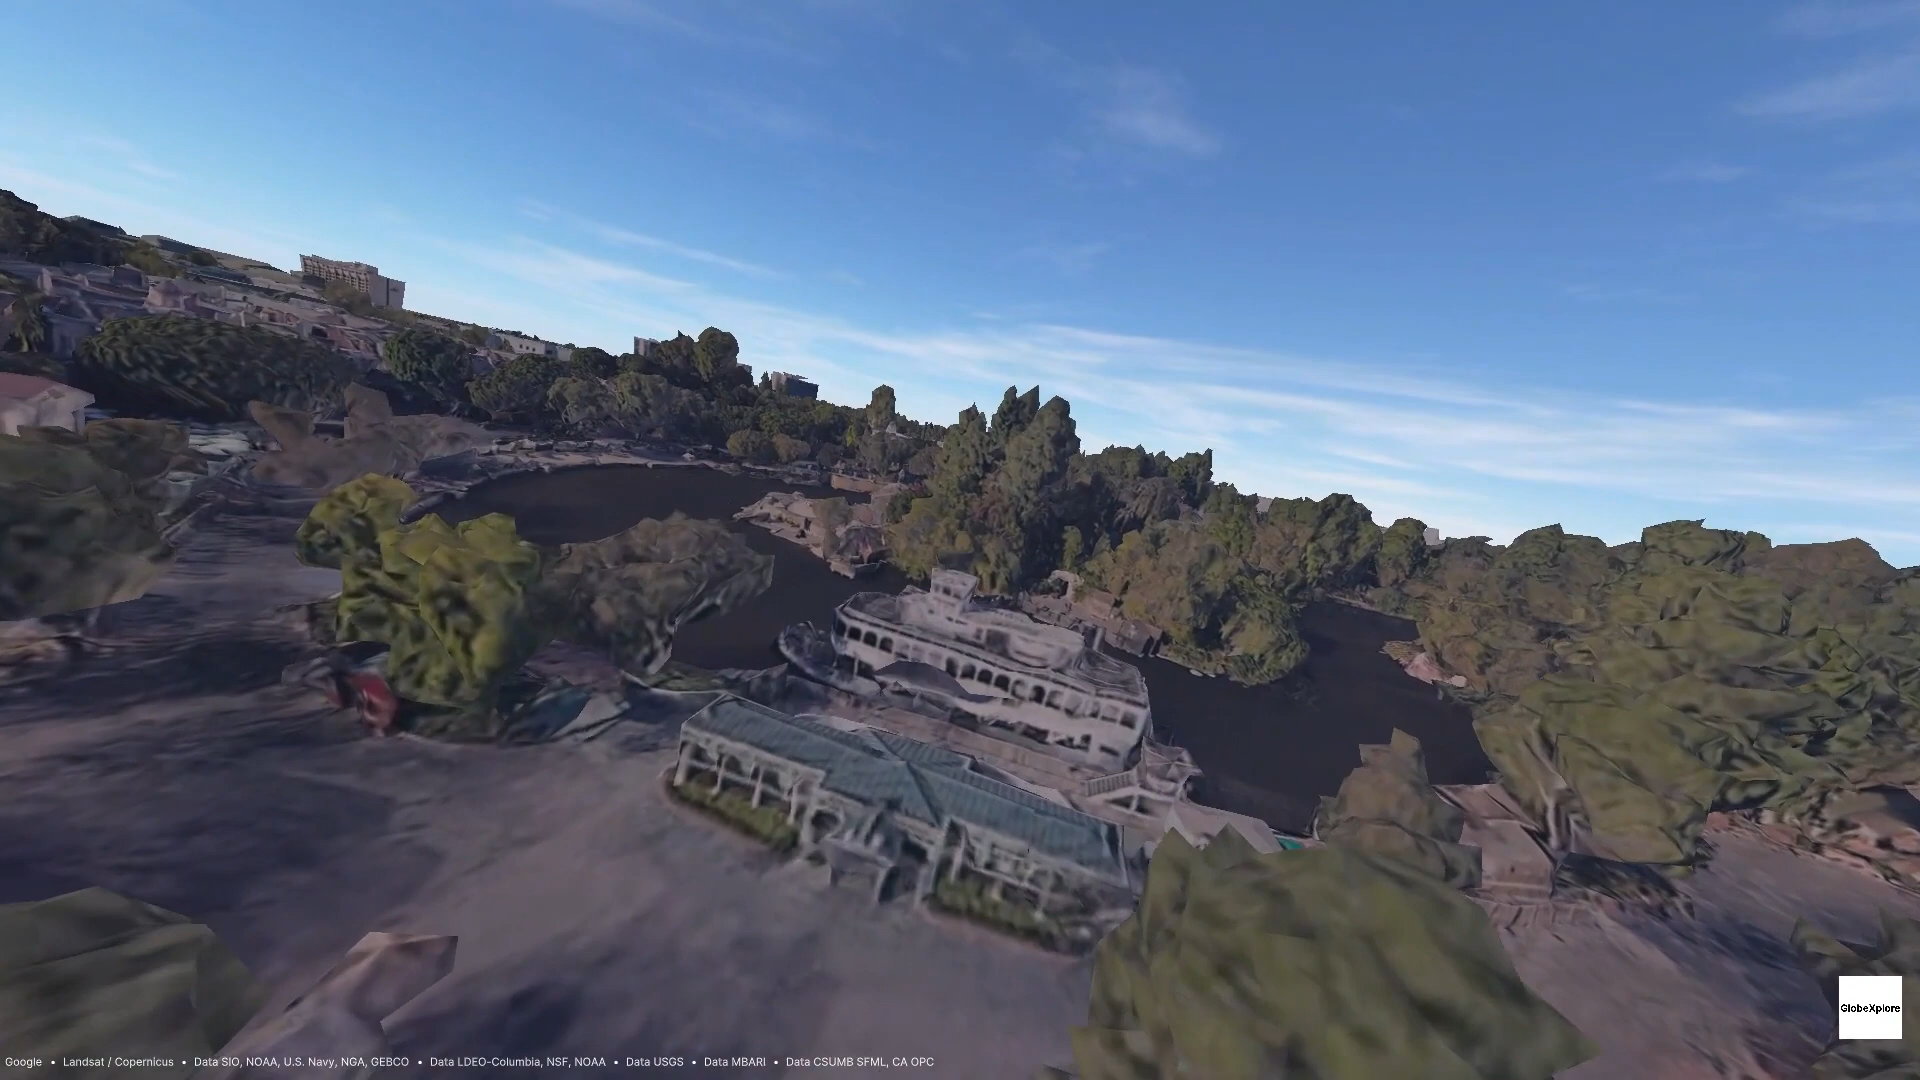 GlobeXplore
Google • Landsat / Copernicus • Data SIO, NOAA, U.S. Navy, NGA, GEBCO • Data LDEO-Columbia, NSF, NOAA • Data USGS • Data MBARI • Data CSUMB SFML, CA OPC